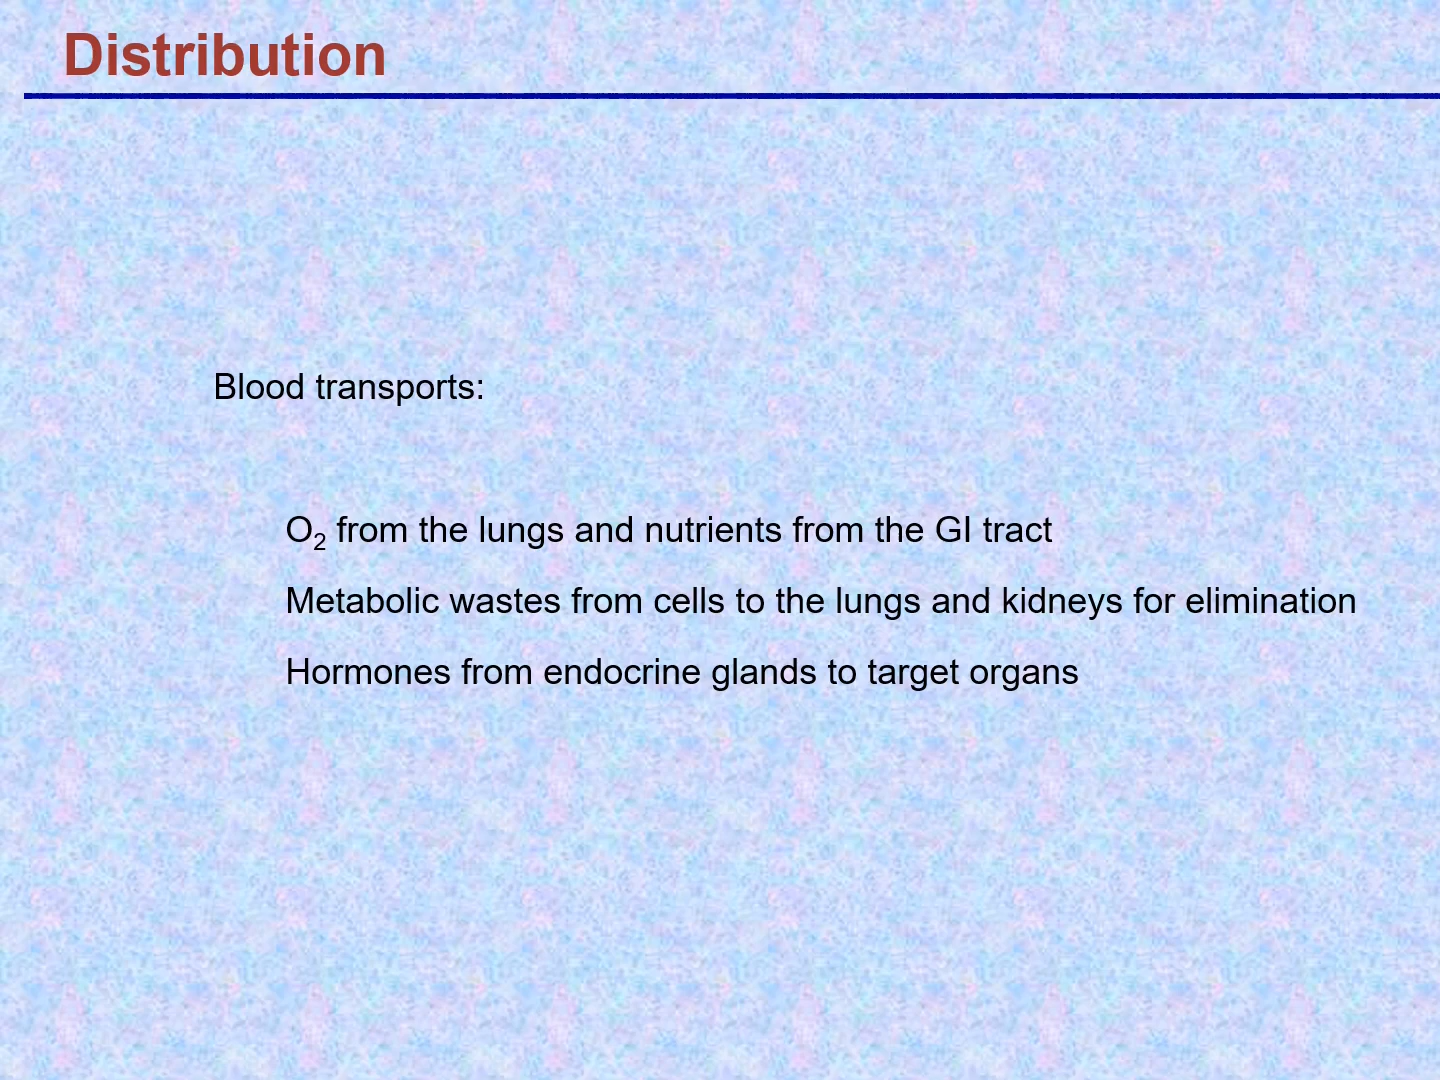 Distribution
Blood transports:
O₂ from the lungs and nutrients from the GI tract
Metabolic wastes from cells to the lungs and kidneys for elimination
Hormones from endocrine glands to target organs